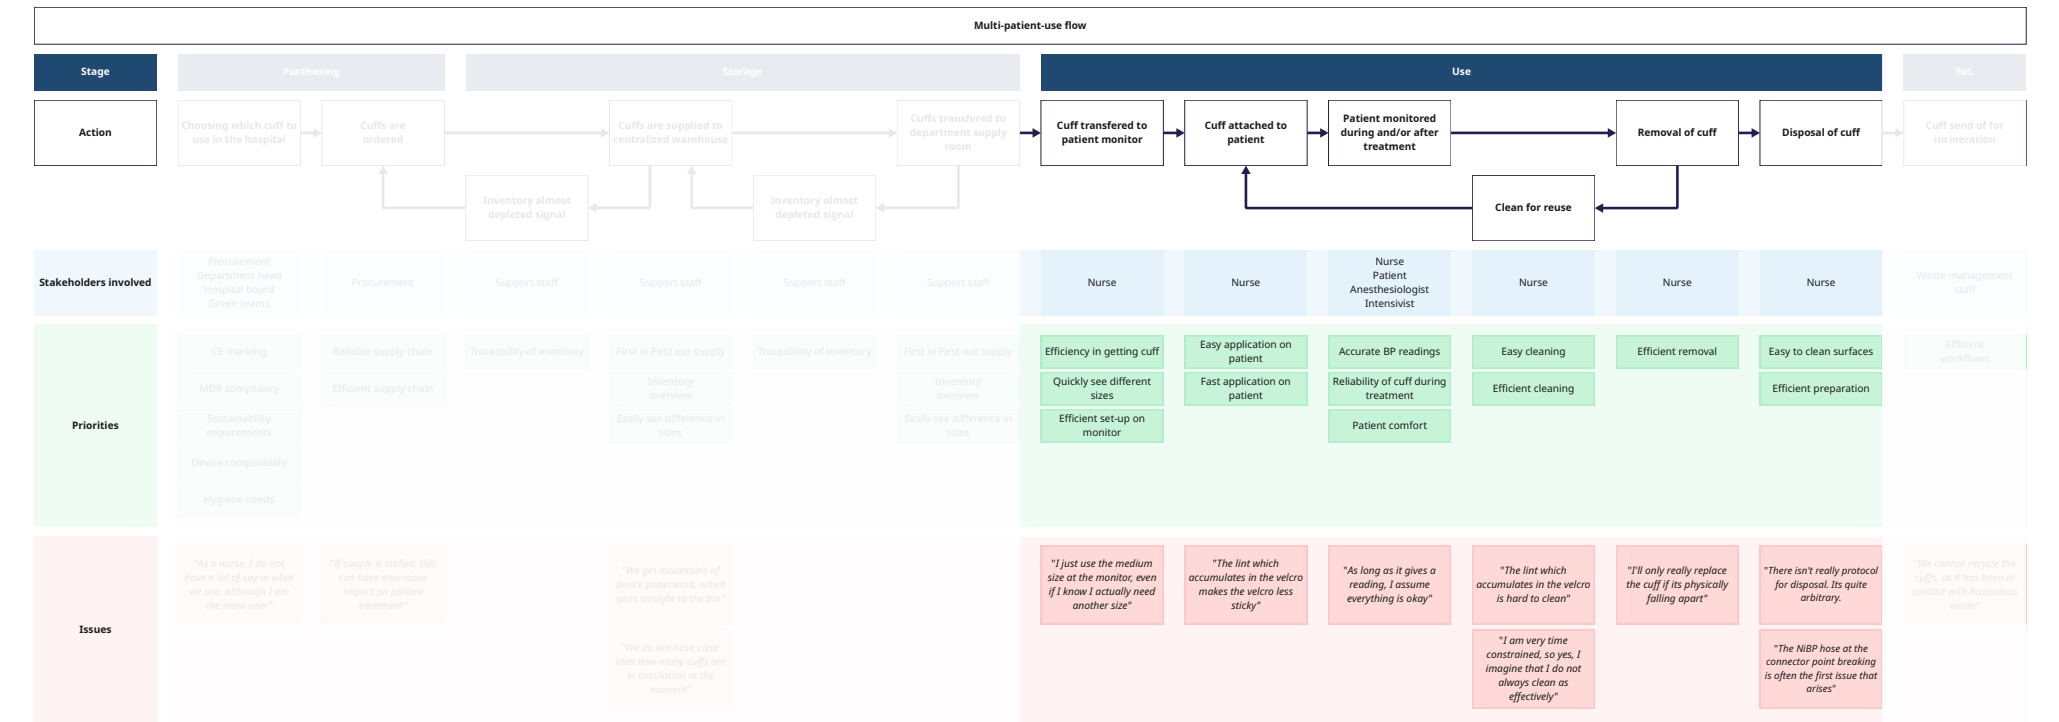 Multi-patient-use flow
Stage
Purchasing
Storage
Use
EoL
Action
Choosing which cuff to
use in the hospital
Cuffs are
ordered
Cuffs are supplied to
centralized warehouse
Cuffs transfered to
department supply
room
Cuff transfered to
patient monitor
Cuff attached to
patient
Patient monitored
during and/or after
treatment
Removal of cuff
Disposal of cuff
Cuff send of for
incineration
Inventory almost
depleted signal
Inventory almost
depleted signal
Clean for reuse
Stakeholders involved
Procurement
Department head
Hospital board
Green teams
Procurement
Support staff
Support staff
Support staff
Support staff
Nurse
Nurse
Nurse
Patient
Anesthesiologist
Intensivist
Nurse
Nurse
Nurse
Waste management
staff
Priorities
CE marking
MDR compliancy
Sustainability
requirements
Device compatibility
Hygiene needs
Reliable supply chain
Efficient supply chain
Traceability of inventory
First in First out supply
Inventory
overview
Easily see difference in
sizes
Traceability of inventory
First in First out supply
Inventory
overview
Easily see difference in
sizes
Efficiency in getting cuff
Quickly see different
sizes
Efficient set-up on
monitor
Easy application on
patient
Fast application on
patient
Accurate BP readings
Reliability of cuff during
treatment
Patient comfort
Easy cleaning
Efficient cleaning
Efficient removal
Easy to clean surfaces
Efficient preparation
Efficient
workflows
Issues
"As a nurse, I do not
have a lot of say in what
we use, although I am
the main user"
"If supply is stalled, this
can have enormous
impact on patient
treatment"
"We get mountains of
device paperwork, which
goes straight to the bin"
"We do not have clear
idea how many cuffs are
in circulation at the
moment"
"I just use the medium
size at the monitor, even
if I know I actually need
another size"
"The lint which
accumulates in the velcro
makes the velcro less
sticky"
"As long as it gives a
reading, I assume
everything is okay"
"The lint which
accumulates in the velcro
is hard to clean"
"I am very time
constrained, so yes, I
imagine that I do not
always clean as
effectively"
"I'll only really replace
the cuff if its physically
falling apart"
"There isn't really protocol
for disposal. Its quite
arbitrary.
"The NiBP hose at the
connector point breaking
is often the first issue that
arises"
"We cannot recycle the
cuffs, as it has been in
contact with hazardous
waste"